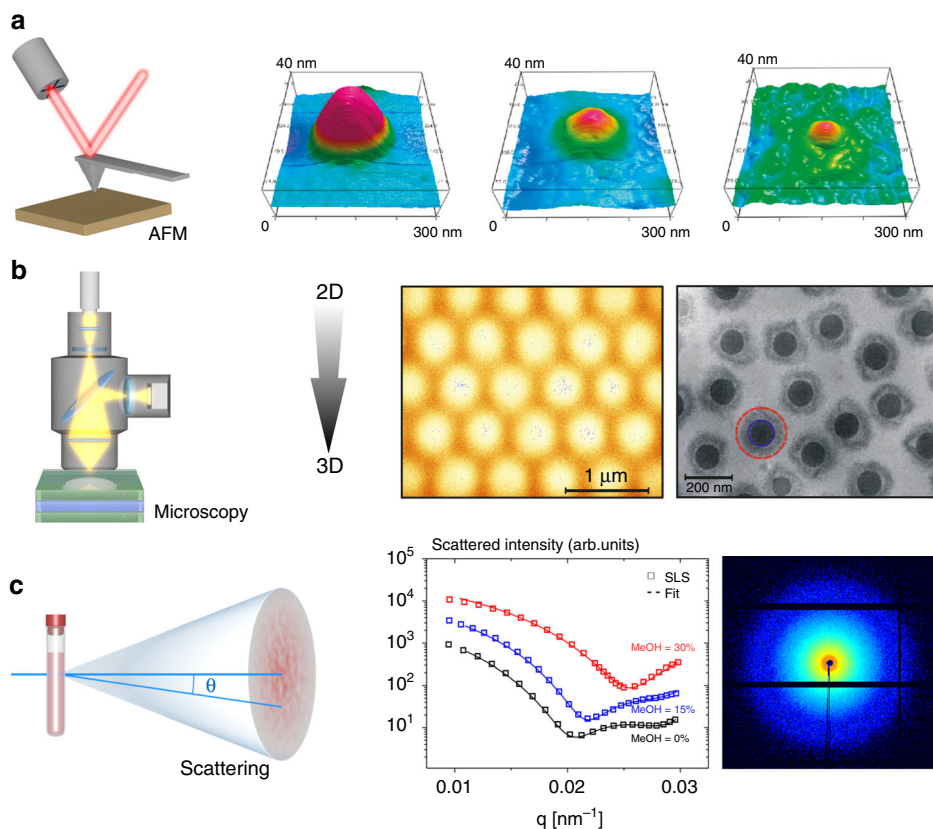 a
AFM
40 nm
0
300 nm
40 nm
0
300 nm
40 nm
0
300 nm
b
Microscopy
2D
3D
1 μm
200 nm
c
θ
Scattering
Scattered intensity (arb.units)
10⁵
10⁴
10³
10²
10¹
SLS
Fit
MeOH = 30%
MeOH = 15%
MeOH = 0%
0.01
0.02
0.03
q [nm⁻¹]